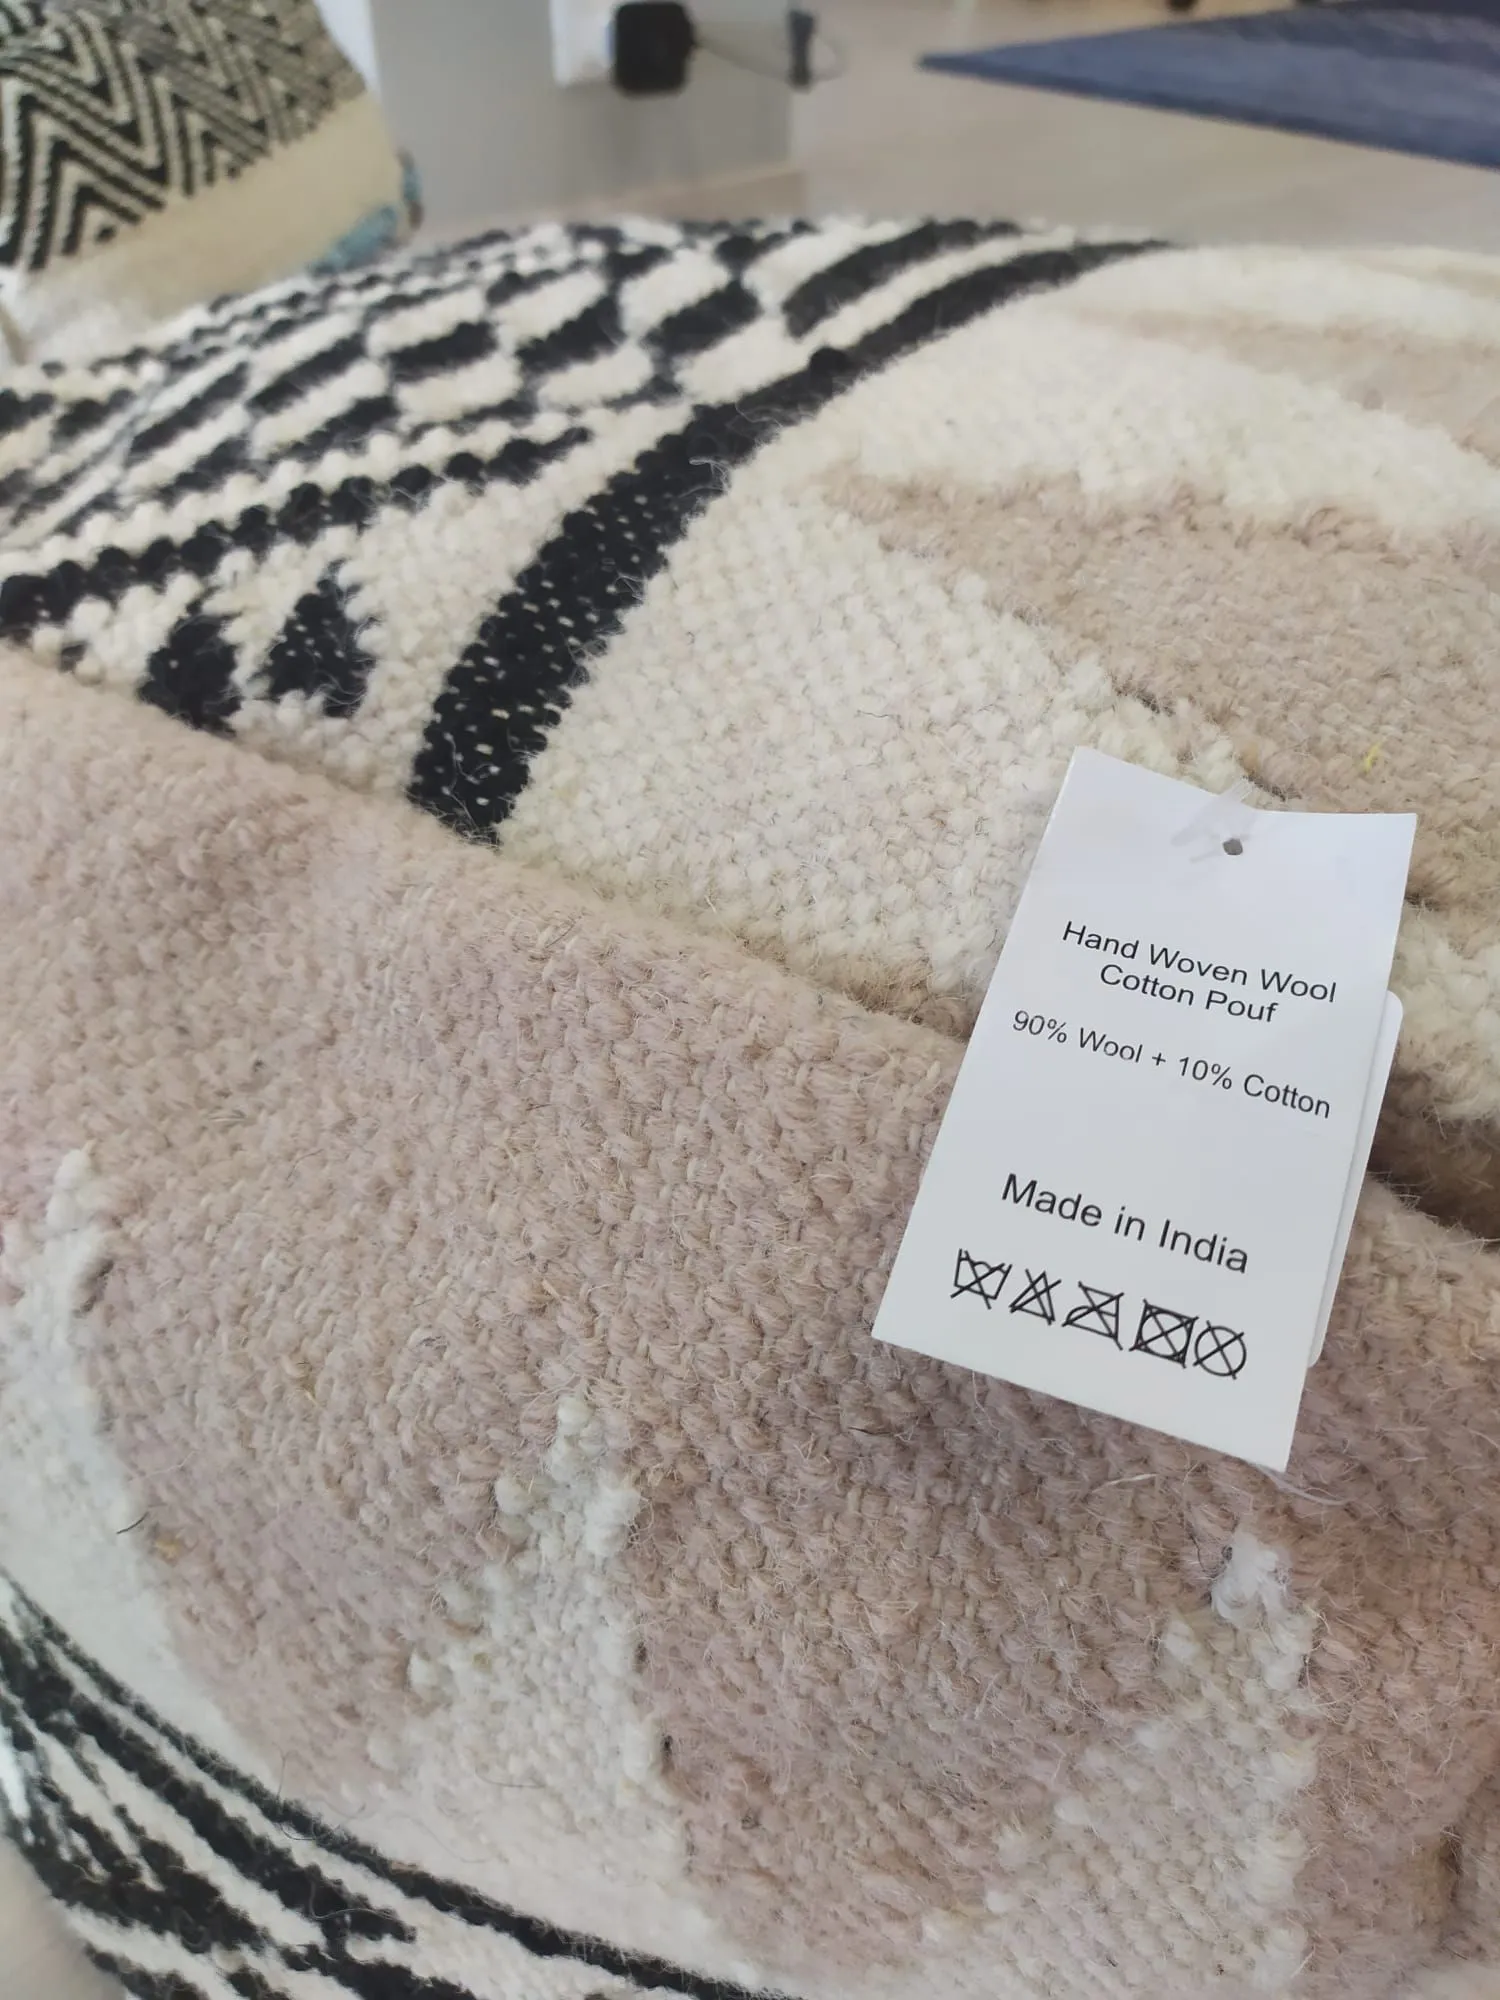 Hand Woven Wool
Cotton Pouf
90% Wool + 10% Cotton
Made in India